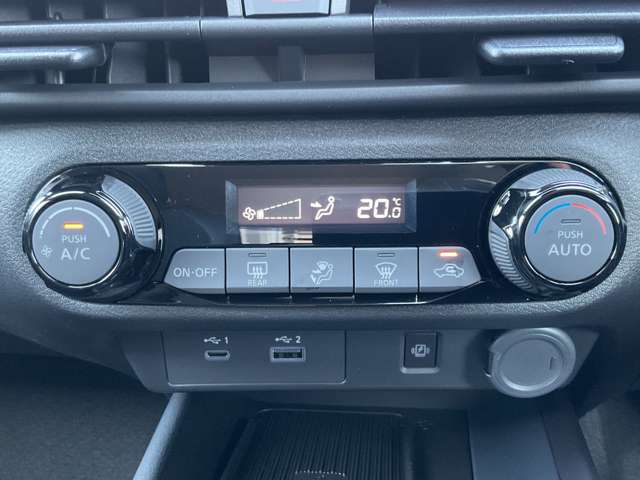 20.0°C
PUSH
A/C
PUSH
AUTO
ON·OFF
REAR
FRONT
1
2